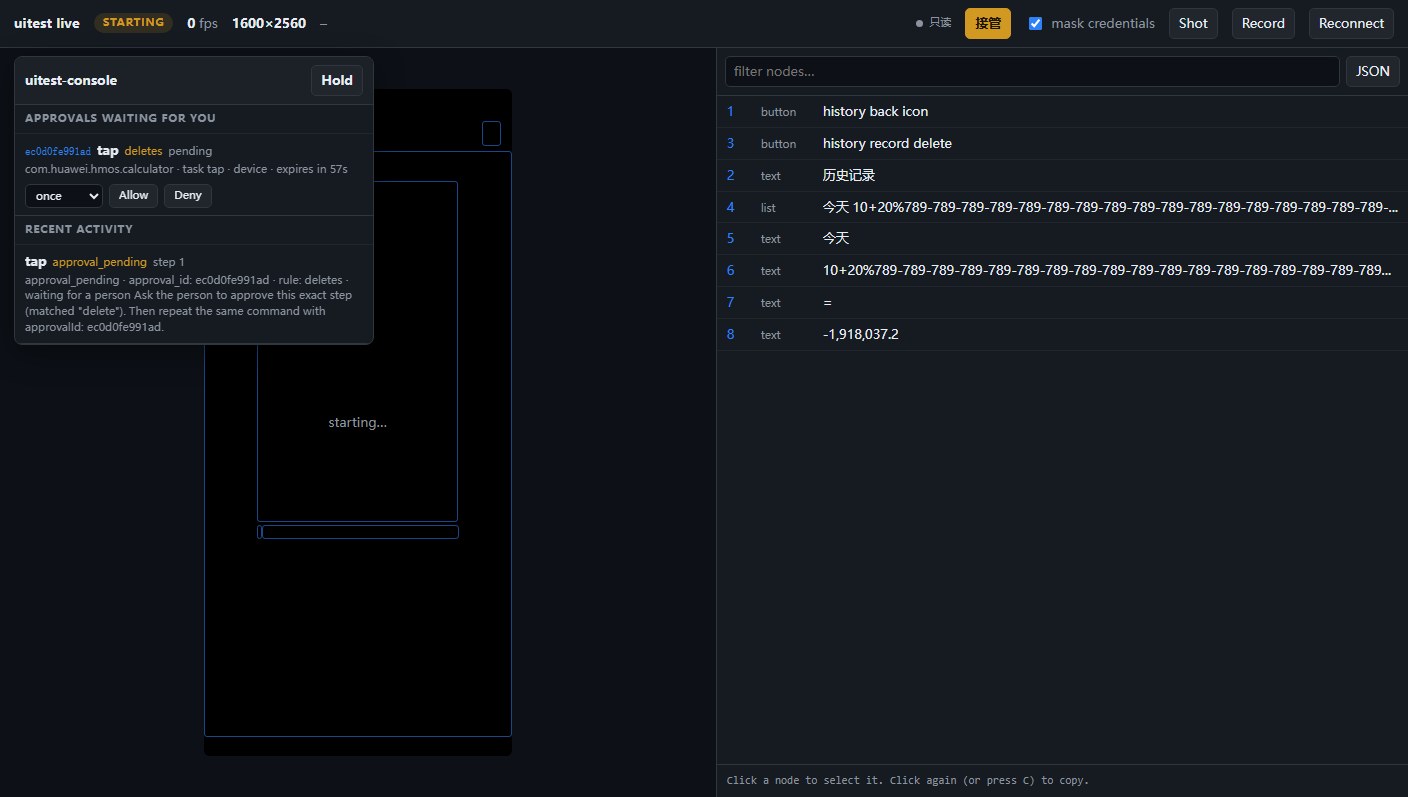 uitest live STARTING 0 fps 1600×2560 –
只读 接管 mask credentials Shot Record Reconnect
uitest-console Hold
APPROVALS WAITING FOR YOU
ec0d0fe991ad tap deletes pending
com.huawei.hmos.calculator · task tap · device · expires in 57s
once Allow Deny
RECENT ACTIVITY
tap approval_pending step 1
approval_pending · approval_id: ec0d0fe991ad · rule: deletes ·
waiting for a person Ask the person to approve this exact step
(matched "delete"). Then repeat the same command with
approvalId: ec0d0fe991ad.
starting...
filter nodes... JSON
1 button history back icon
3 button history record delete
2 text 历史记录
4 list 今天 10+20%789-789-789-789-789-789-789-789-789-789-789-789-789-789-789-789-789-789-...
5 text 今天
6 text 10+20%789-789-789-789-789-789-789-789-789-789-789-789-789-789-789-789-789-789...
7 text =
8 text -1,918,037.2
Click a node to select it. Click again (or press C) to copy.